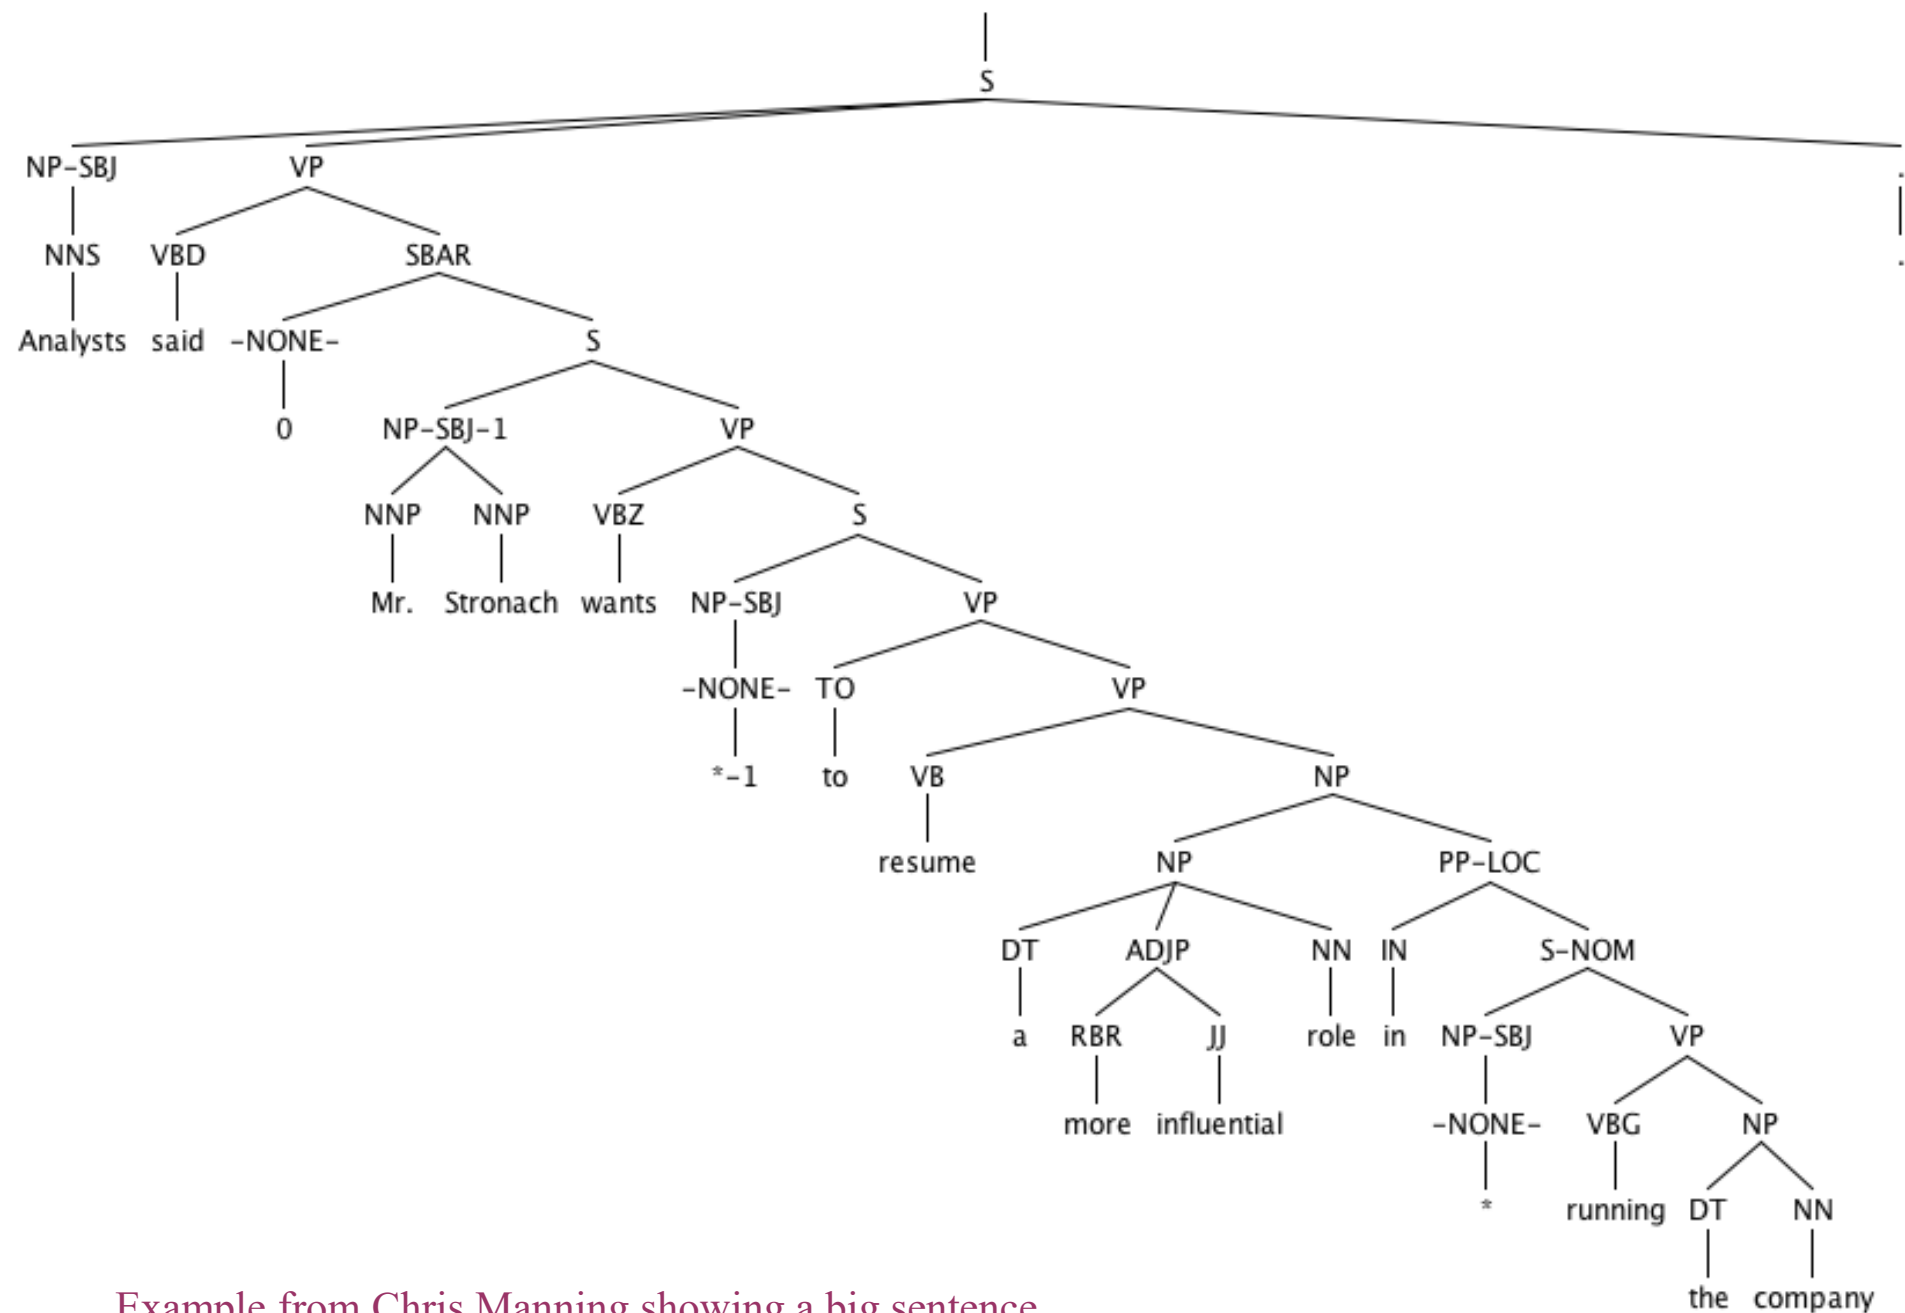 S
NP-SBJ VP .
NNS VBD SBAR .
Analysts said -NONE- S
0 NP-SBJ-1 VP
NNP NNP VBZ S
Mr. Stronach wants NP-SBJ VP
-NONE- TO VP
*-1 to VB NP
resume NP PP-LOC
DT ADJP NN IN S-NOM
a RBR JJ role in NP-SBJ VP
more influential -NONE- VBG NP
* running DT NN
the company
Example from Chris Manning showing a big sentence